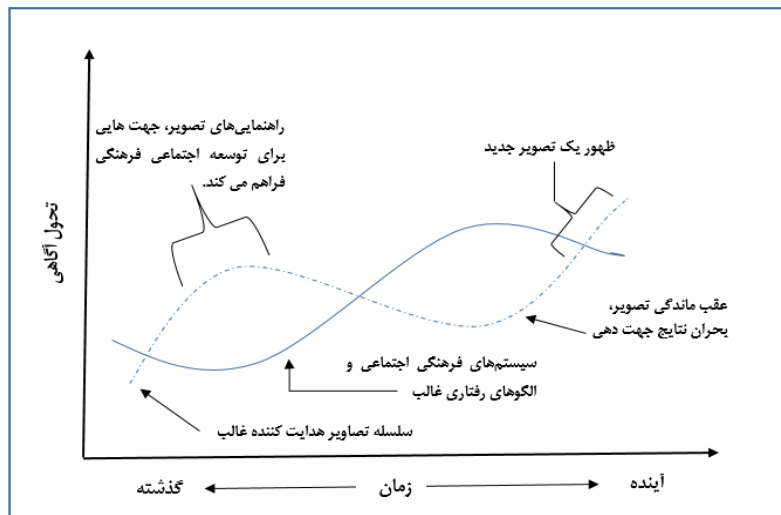 راهنمایی‌های تصویر، جهت هایی
برای توسعه اجتماعی فرهنگی
فراهم می کند.
ظهور یک تصویر جدید
تحول آگاهی
عقب ماندگی تصویر،
بحران نتایج جهت دهی
سیستم‌های فرهنگی اجتماعی و
الگوهای رفتاری غالب
سلسله تصاویر هدایت کننده غالب
گذشته
زمان
آینده